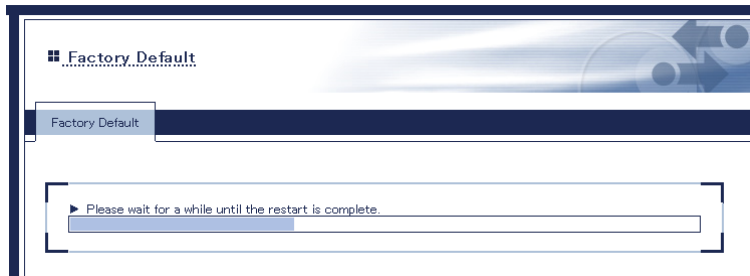 Factory Default
Factory Default
Please wait for a while until the restart is complete.